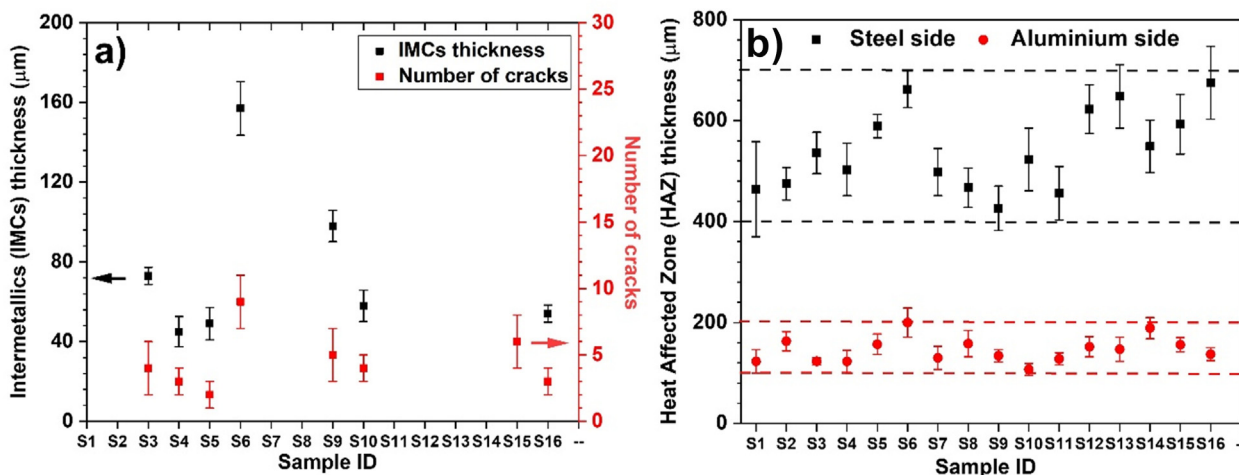 a)
IMCs thickness
Number of cracks
Intermetallics (IMCs) thickness (μm)
200
160
120
80
40
0
30
25
20
15
10
5
0
Number of cracks
S1 S2 S3 S4 S5 S6 S7 S8 S9 S10 S11 S12 S13 S14 S15 S16 --
Sample ID
b)
Steel side Aluminium side
Heat Affected Zone (HAZ) thickness (μm)
800
600
400
200
0
S1 S2 S3 S4 S5 S6 S7 S8 S9 S10 S11 S12 S13 S14 S15 S16 -
Sample ID